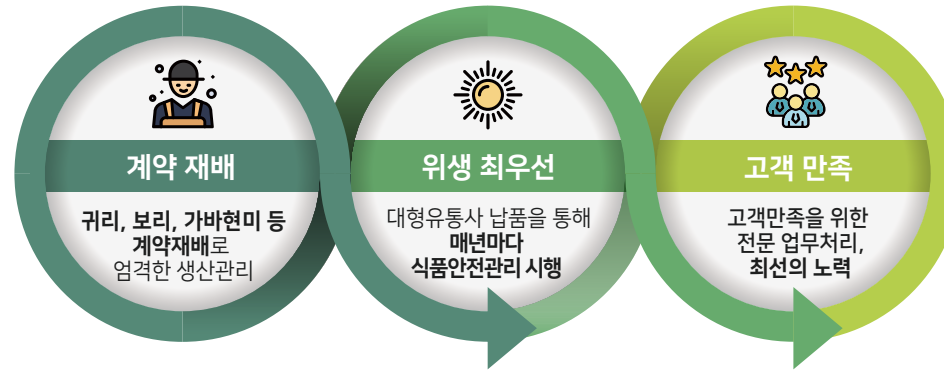 계약 재배
귀리, 보리, 가바현미 등
계약재배로
엄격한 생산관리
위생 최우선
대형유통사 납품을 통해
매년마다
식품안전관리 시행
고객 만족
고객만족을 위한
전문 업무처리,
최선의 노력